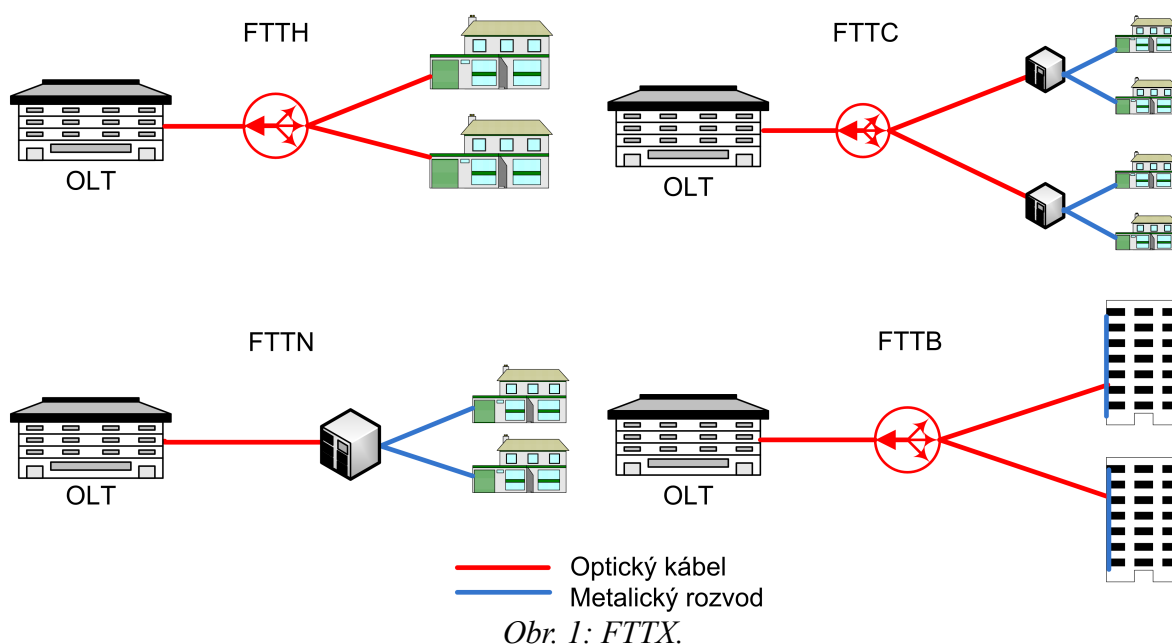 FTTH
OLT
FTTC
OLT
FTTN
OLT
FTTB
OLT
Optický kábel
Metalický rozvod
Obr. 1: FTTX.